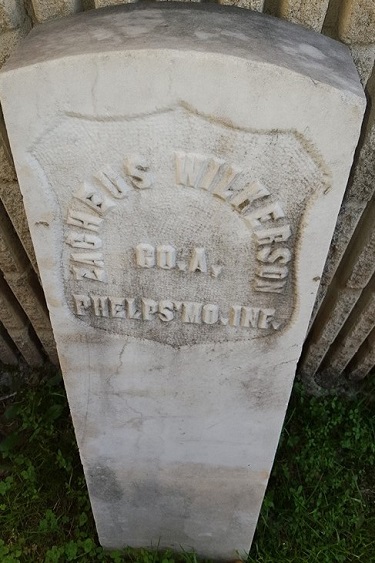 ZACHEUS WILKERSON
CO. A,
PHELPS' MO. INF.